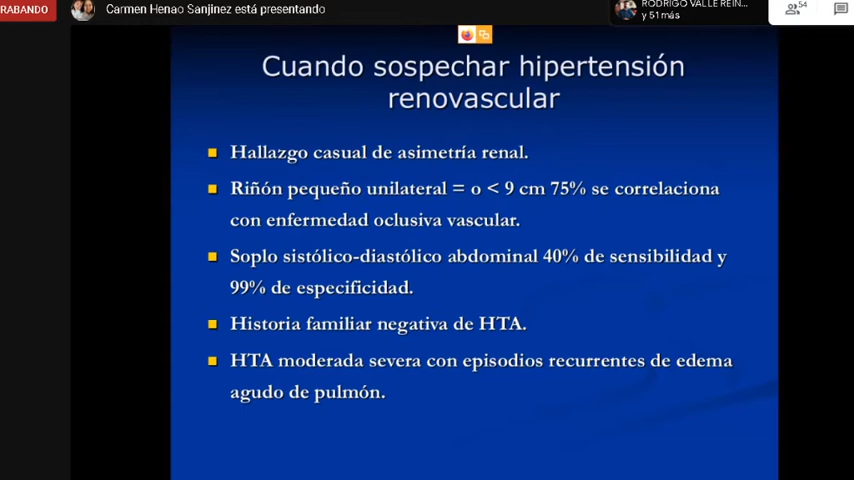 RABANDO
Carmen Henao Sanjinez está presentando
RODRIGO VALLE REIN...
y 51 más
54
Cuando sospechar hipertensión
renovascular
Hallazgo casual de asimetría renal.
Riñón pequeño unilateral = o < 9 cm 75% se correlaciona
con enfermedad oclusiva vascular.
Soplo sistólico-diastólico abdominal 40% de sensibilidad y
99% de especificidad.
Historia familiar negativa de HTA.
HTA moderada severa con episodios recurrentes de edema
agudo de pulmón.